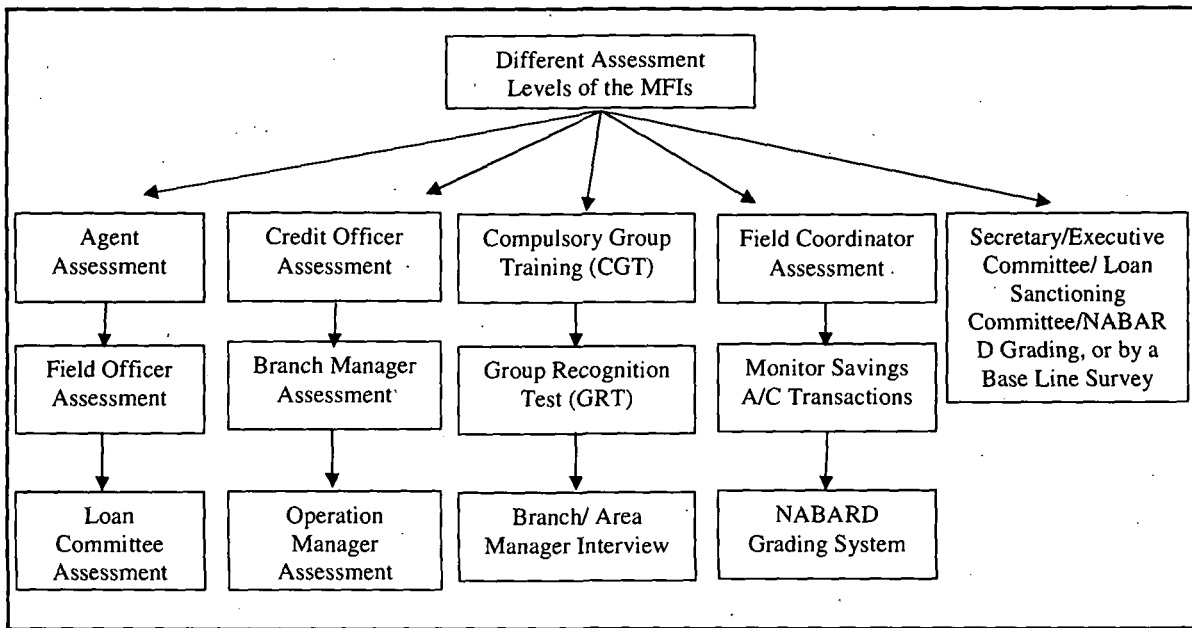 Different Assessment
Levels of the MFIs
Agent
Assessment
Credit Officer
Assessment
Compulsory Group
Training (CGT)
Field Coordinator
Assessment
Secretary/Executive
Committee/ Loan
Sanctioning
Committee/NABAR
D Grading, or by a
Base Line Survey
Field Officer
Assessment
Branch Manager
Assessment
Group Recognition
Test (GRT)
Monitor Savings
A/C Transactions
Loan
Committee
Assessment
Operation
Manager
Assessment
Branch/ Area
Manager Interview
NABARD
Grading System